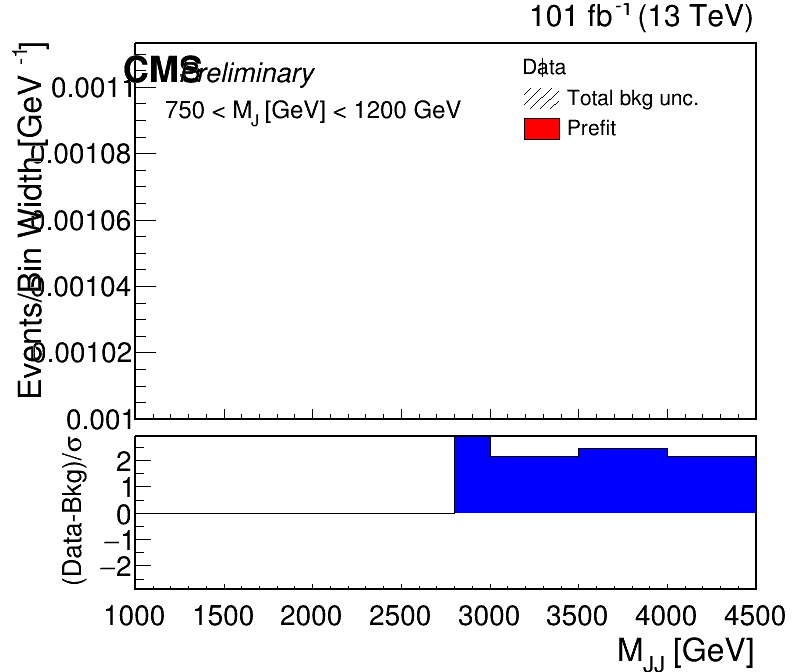 101 fb⁻¹ (13 TeV)
CMS Preliminary
750 < M_J [GeV] < 1200 GeV
Data
Total bkg unc.
Prefit
Events/Bin Width [GeV⁻¹]
0.0011
0.00108
0.00106
0.00104
0.00102
0.001
(Data-Bkg)/σ
2
1
0
−1
−2
1000 1500 2000 2500 3000 3500 4000 4500
M_JJ [GeV]